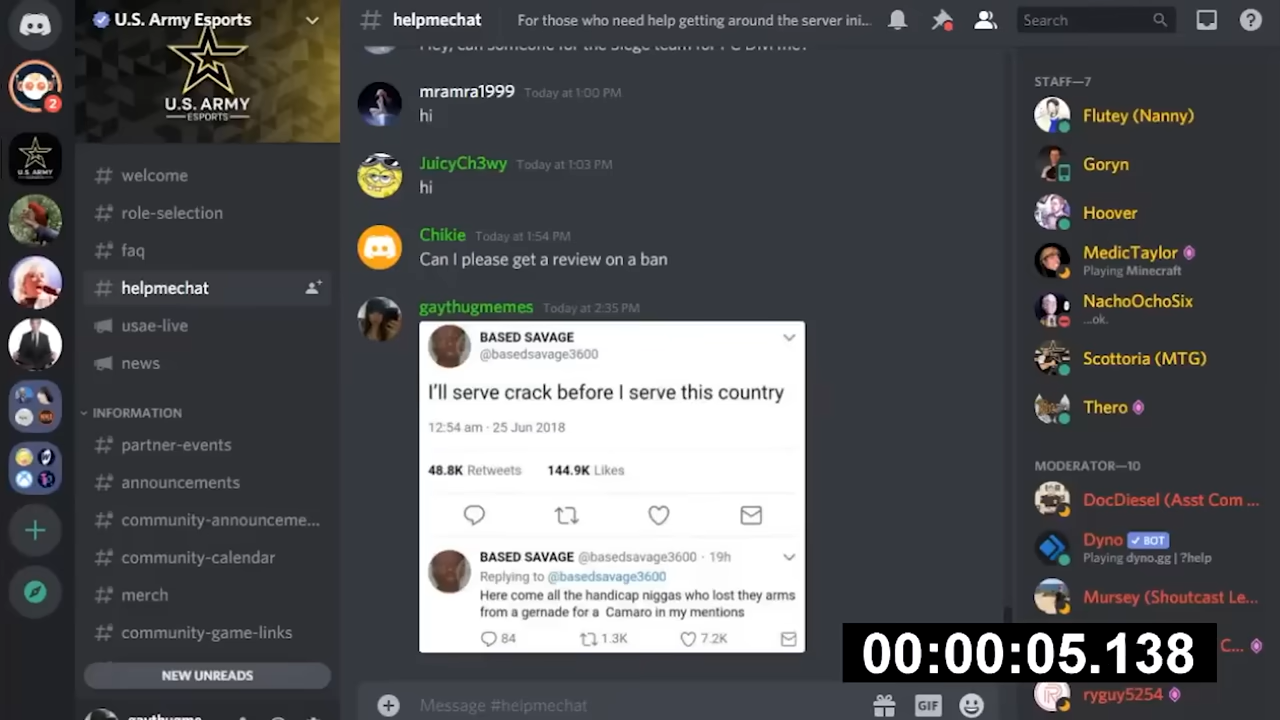 U.S. Army Esports
U.S. ARMY
ESPORTS
2
U.S. ARMY
welcome
role-selection
faq
helpmechat
usae-live
news
INFORMATION
partner-events
announcements
community-announceme...
community-calendar
merch
community-game-links
NEW UNREADS
gaythugme...
helpmechat
For those who need help getting around the server ini...
Search
Hey, can someone for the Siege team for PC DM me?
mramra1999 Today at 1:00 PM
hi
JuicyCh3wy Today at 1:03 PM
hi
Chikie Today at 1:54 PM
Can I please get a review on a ban
gaythugmemes Today at 2:35 PM
BASED SAVAGE
@basedsavage3600
I'll serve crack before I serve this country
12:54 am · 25 Jun 2018
48.8K Retweets 144.9K Likes
BASED SAVAGE @basedsavage3600 · 19h
Replying to @basedsavage3600
Here come all the handicap niggas who lost they arms
from a gernade for a Camaro in my mentions
84 1.3K 7.2K
Message #helpmechat
GIF
STAFF—7
Flutey (Nanny)
Goryn
Hoover
MedicTaylor
Playing Minecraft
NachoOchoSix
...ok.
Scottoria (MTG)
Thero
MODERATOR—10
DocDiesel (Asst Com ...
Dyno BOT
Playing dyno.gg | ?help
Mursey (Shoutcast Le...
C...
ryguy5254
00:00:05.138